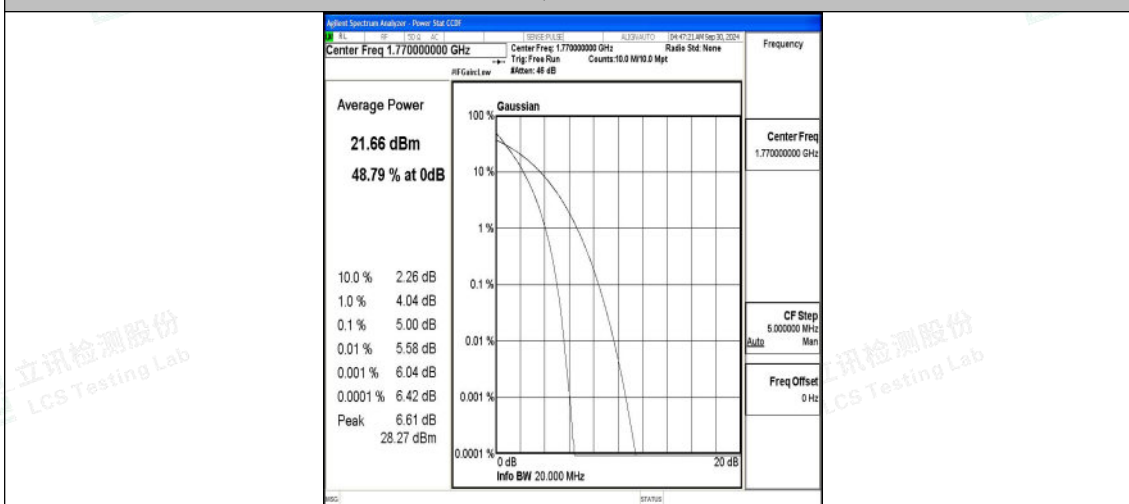 Agilent Spectrum Analyzer - Power Stat CCDF
RL RF 50 Ω AC SENSE:PULSE ALIGNAUTO 04:47:21 AM Sep 30, 2024
Center Freq 1.770000000 GHz
Center Freq: 1.770000000 GHz Radio Std: None
Trig: Free Run Counts:10.0 M/10.0 Mpt
#IFGain:Low #Atten: 46 dB
Frequency
Average Power
21.66 dBm
48.79 % at 0dB
10.0 % 2.26 dB
1.0 % 4.04 dB
0.1 % 5.00 dB
0.01 % 5.58 dB
0.001 % 6.04 dB
0.0001 % 6.42 dB
Peak 6.61 dB
28.27 dBm
Gaussian
100 %
10 %
1 %
0.1 %
0.01 %
0.001 %
0.0001 %
0 dB 20 dB
Info BW 20.000 MHz
Center Freq
1.770000000 GHz
CF Step
5.000000 MHz
Auto Man
Freq Offset
0 Hz
MSG STATUS
立讯检测股份
LCS Testing Lab
立讯检测股份
LCS Testing Lab